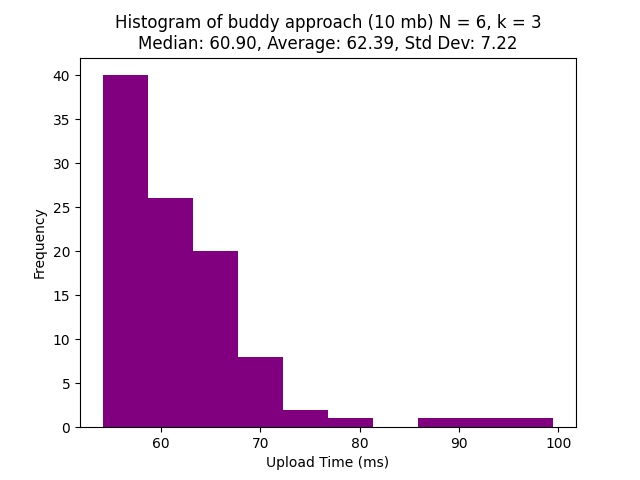 Histogram of buddy approach (10 mb) N = 6, k = 3
Median: 60.90, Average: 62.39, Std Dev: 7.22
40
35
30
25
20
15
10
5
0
Frequency
60 70 80 90 100
Upload Time (ms)